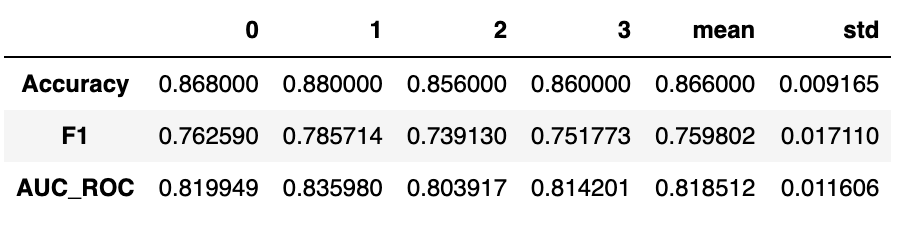 0 1 2 3 mean std
Accuracy 0.868000 0.880000 0.856000 0.860000 0.866000 0.009165
F1 0.762590 0.785714 0.739130 0.751773 0.759802 0.017110
AUC_ROC 0.819949 0.835980 0.803917 0.814201 0.818512 0.011606